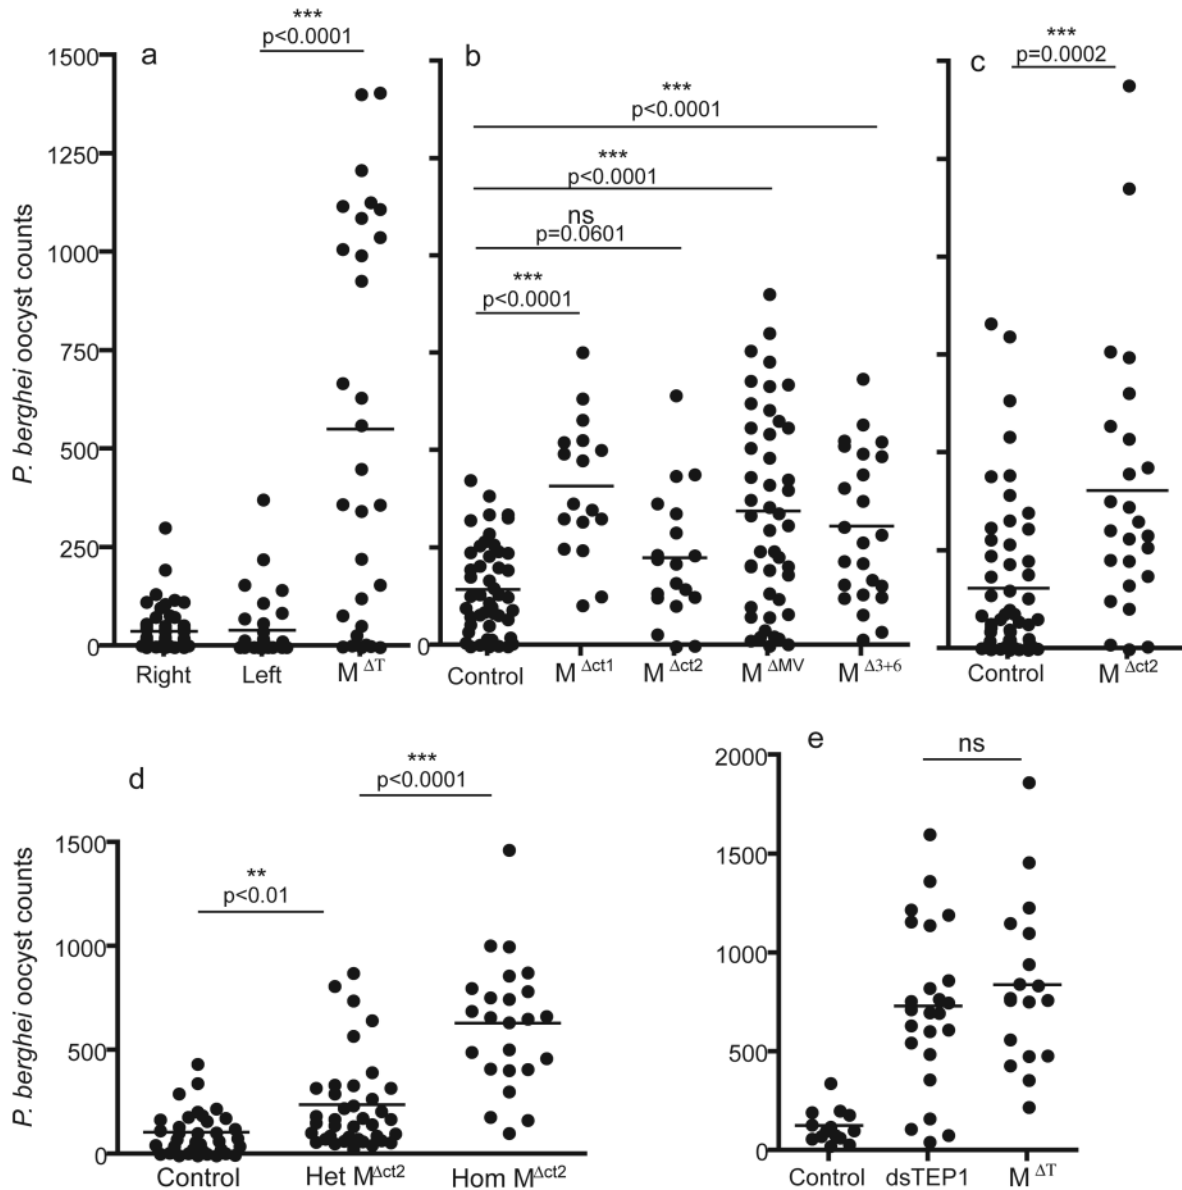 a
***
p<0.0001
P. berghei oocyst counts
1500
1250
1000
750
500
250
0
Right
Left
M ΔT
b
***
p<0.0001
***
p<0.0001
ns
p=0.0601
***
p<0.0001
0
Control
M Δct1
M Δct2
M ΔMV
M Δ3+6
c
***
p=0.0002
Control
M Δct2
d
***
p<0.0001
**
p<0.01
P. berghei oocyst counts
1500
1000
500
0
Control
Het MΔct2
Hom MΔct2
e
ns
2000
1500
1000
500
0
Control
dsTEP1
M ΔT